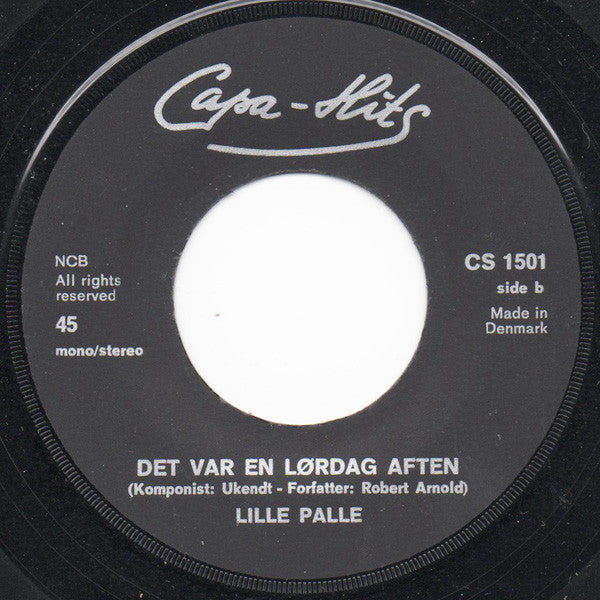 Capa-Hits
NCB
All rights
reserved
45
mono/stereo
CS 1501
side b
Made in
Denmark
DET VAR EN LØRDAG AFTEN
(Komponist: Ukendt - Forfatter: Robert Arnold)
LILLE PALLE